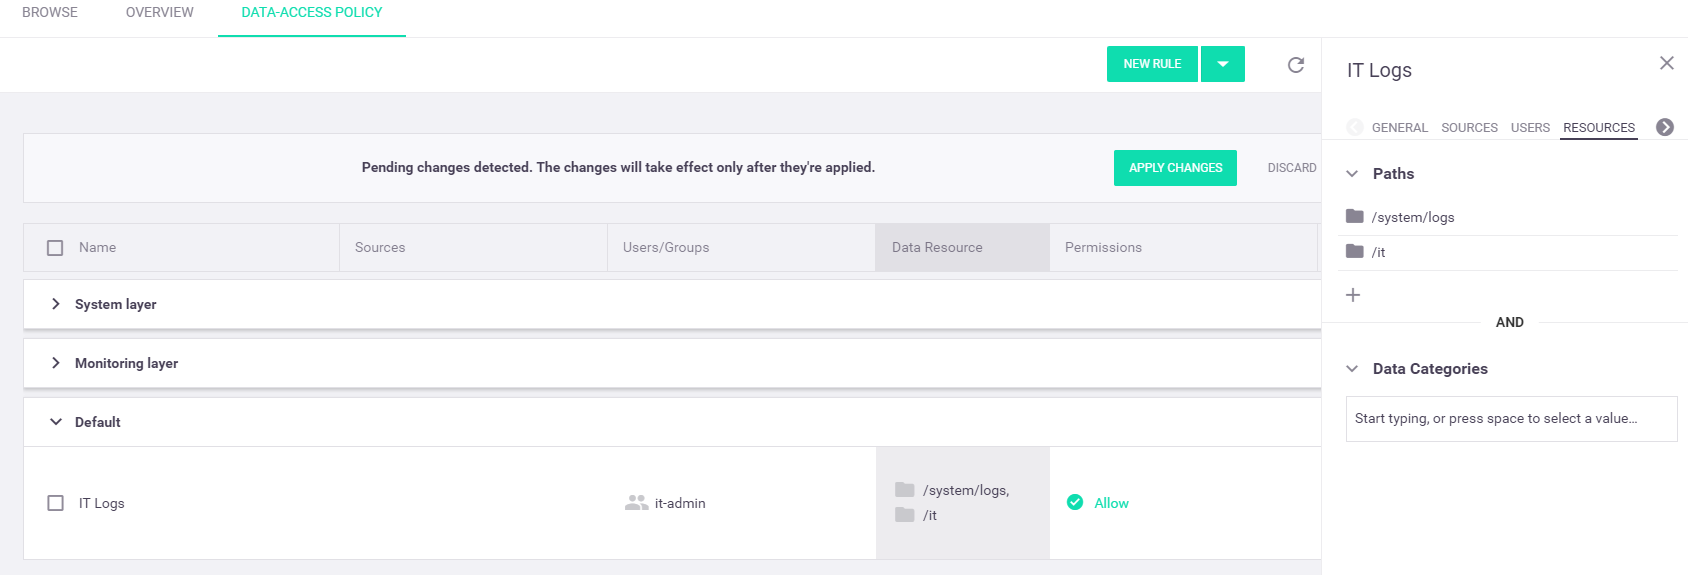 BROWSE OVERVIEW DATA-ACCESS POLICY
NEW RULE
Pending changes detected. The changes will take effect only after they're applied.
APPLY CHANGES DISCARD
Name Sources Users/Groups Data Resource Permissions
System layer
Monitoring layer
Default
IT Logs it-admin /system/logs, Allow
/it
IT Logs
GENERAL SOURCES USERS RESOURCES
Paths
/system/logs
/it
AND
Data Categories
Start typing, or press space to select a value...